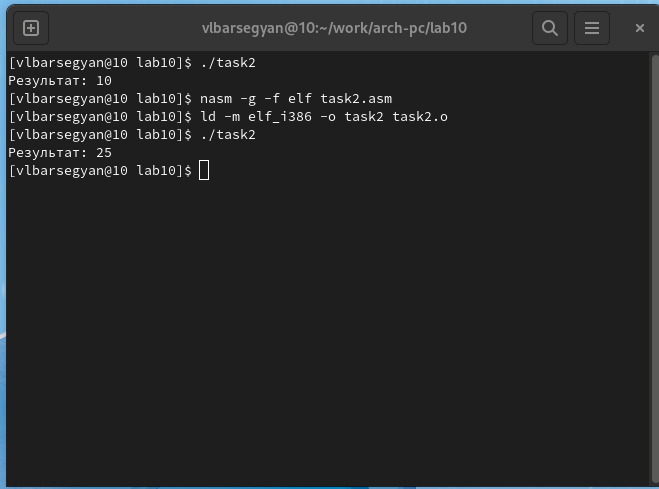 vlbarsegyan@10:~/work/arch-pc/lab10
[vlbarsegyan@10 lab10]$ ./task2
Результат: 10
[vlbarsegyan@10 lab10]$ nasm -g -f elf task2.asm
[vlbarsegyan@10 lab10]$ ld -m elf_i386 -o task2 task2.o
[vlbarsegyan@10 lab10]$ ./task2
Результат: 25
[vlbarsegyan@10 lab10]$